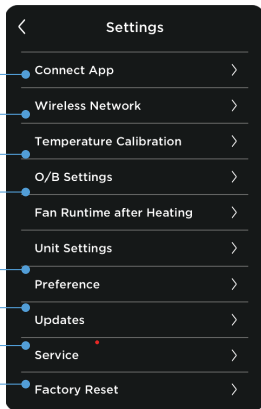 Settings
Connect App
Wireless Network
Temperature Calibration
O/B Settings
Fan Runtime after Heating
Unit Settings
Preference
Updates
Service
Factory Reset